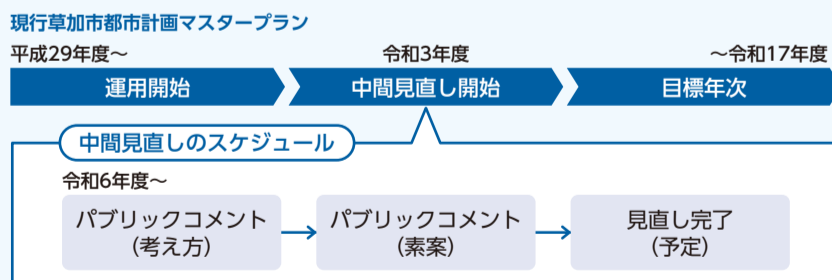 現行草加市都市計画マスタープラン
平成29年度～ 令和3年度 ～令和17年度
運用開始 中間見直し開始 目標年次
中間見直しのスケジュール
令和6年度～
パブリックコメント パブリックコメント 見直し完了
(考え方) (素案) (予定)